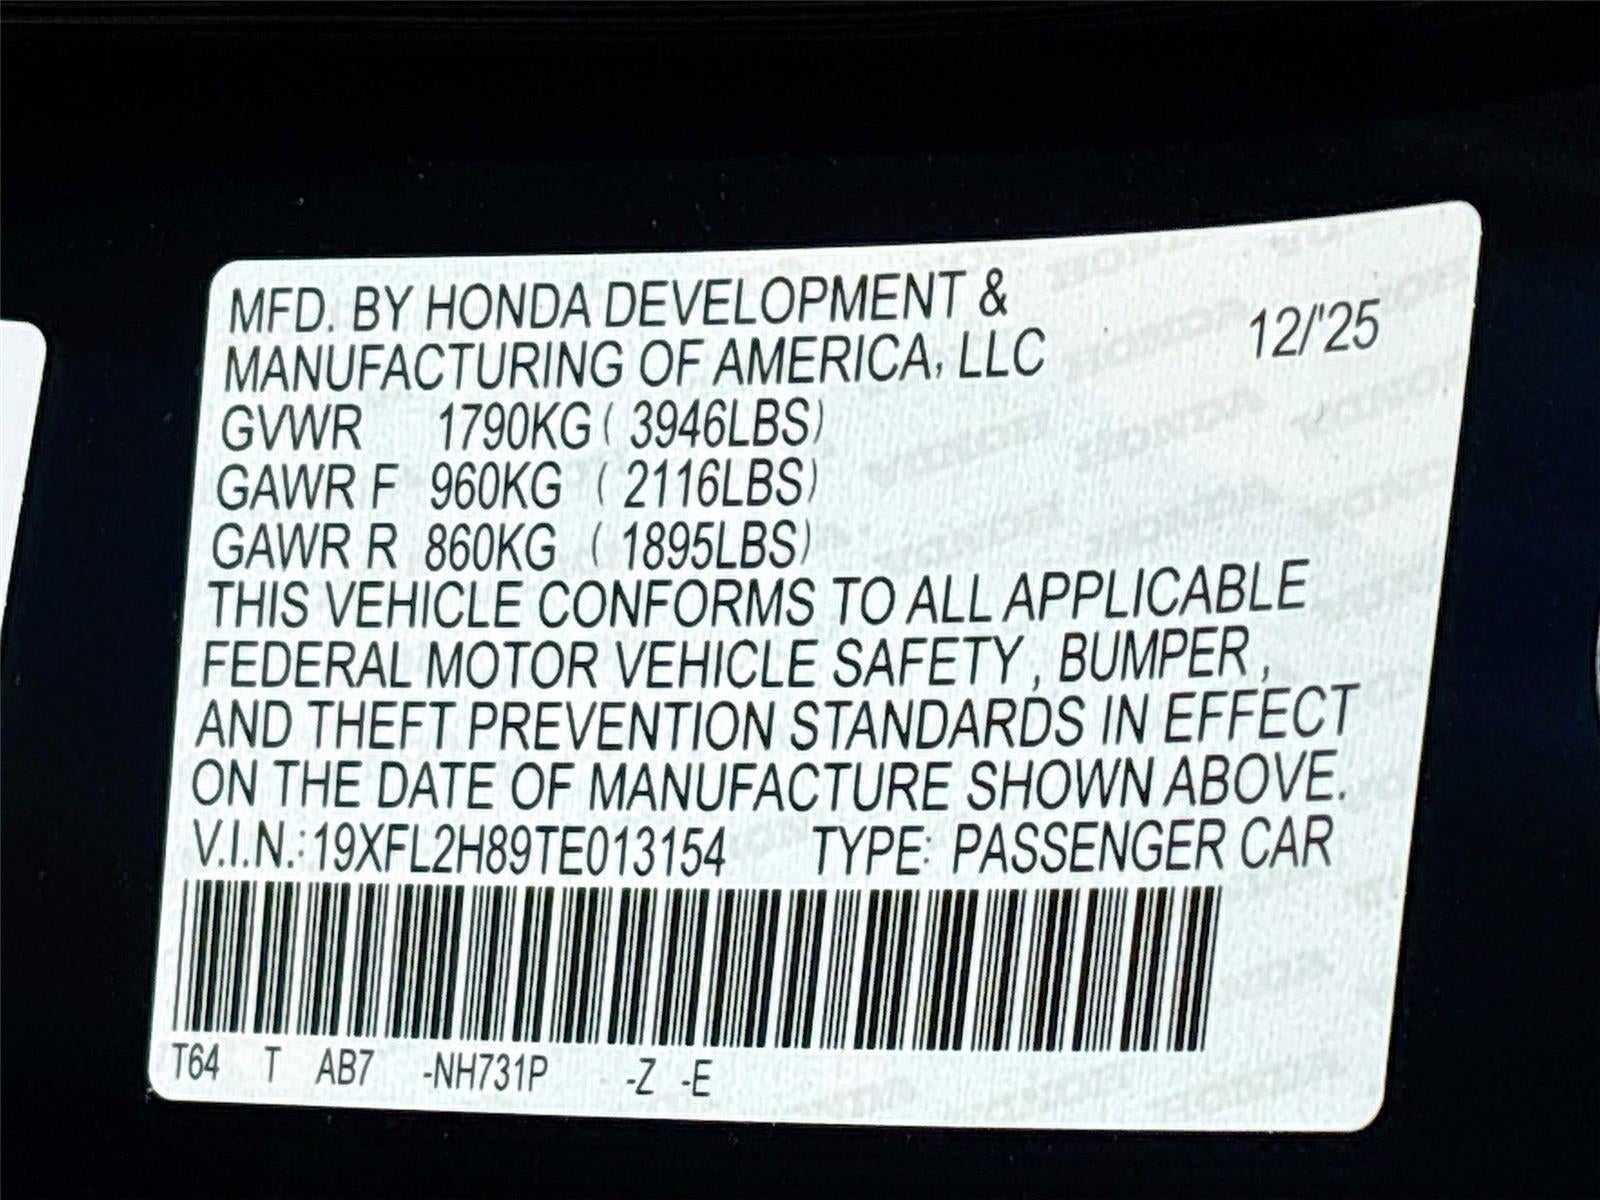 MFD. BY HONDA DEVELOPMENT &
MANUFACTURING OF AMERICA, LLC 12/'25
GVWR 1790KG ( 3946LBS)
GAWR F 960KG ( 2116LBS)
GAWR R 860KG ( 1895LBS)
THIS VEHICLE CONFORMS TO ALL APPLICABLE
FEDERAL MOTOR VEHICLE SAFETY , BUMPER ,
AND THEFT PREVENTION STANDARDS IN EFFECT
ON THE DATE OF MANUFACTURE SHOWN ABOVE.
V.I.N.: 19XFL2H89TE013154 TYPE: PASSENGER CAR
T64 T AB7 -NH731P -Z -E